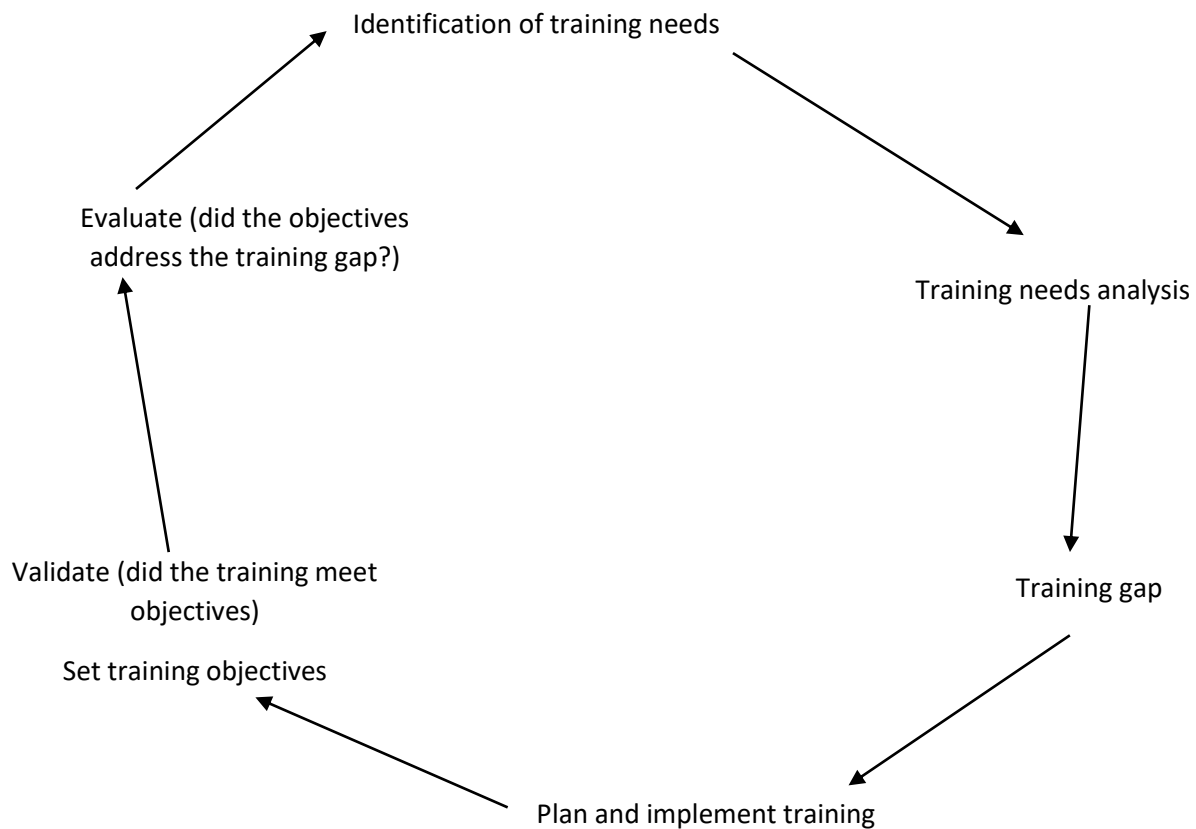 Identification of training needs
Evaluate (did the objectives
address the training gap?)
Training needs analysis
Validate (did the training meet
objectives)
Training gap
Set training objectives
Plan and implement training